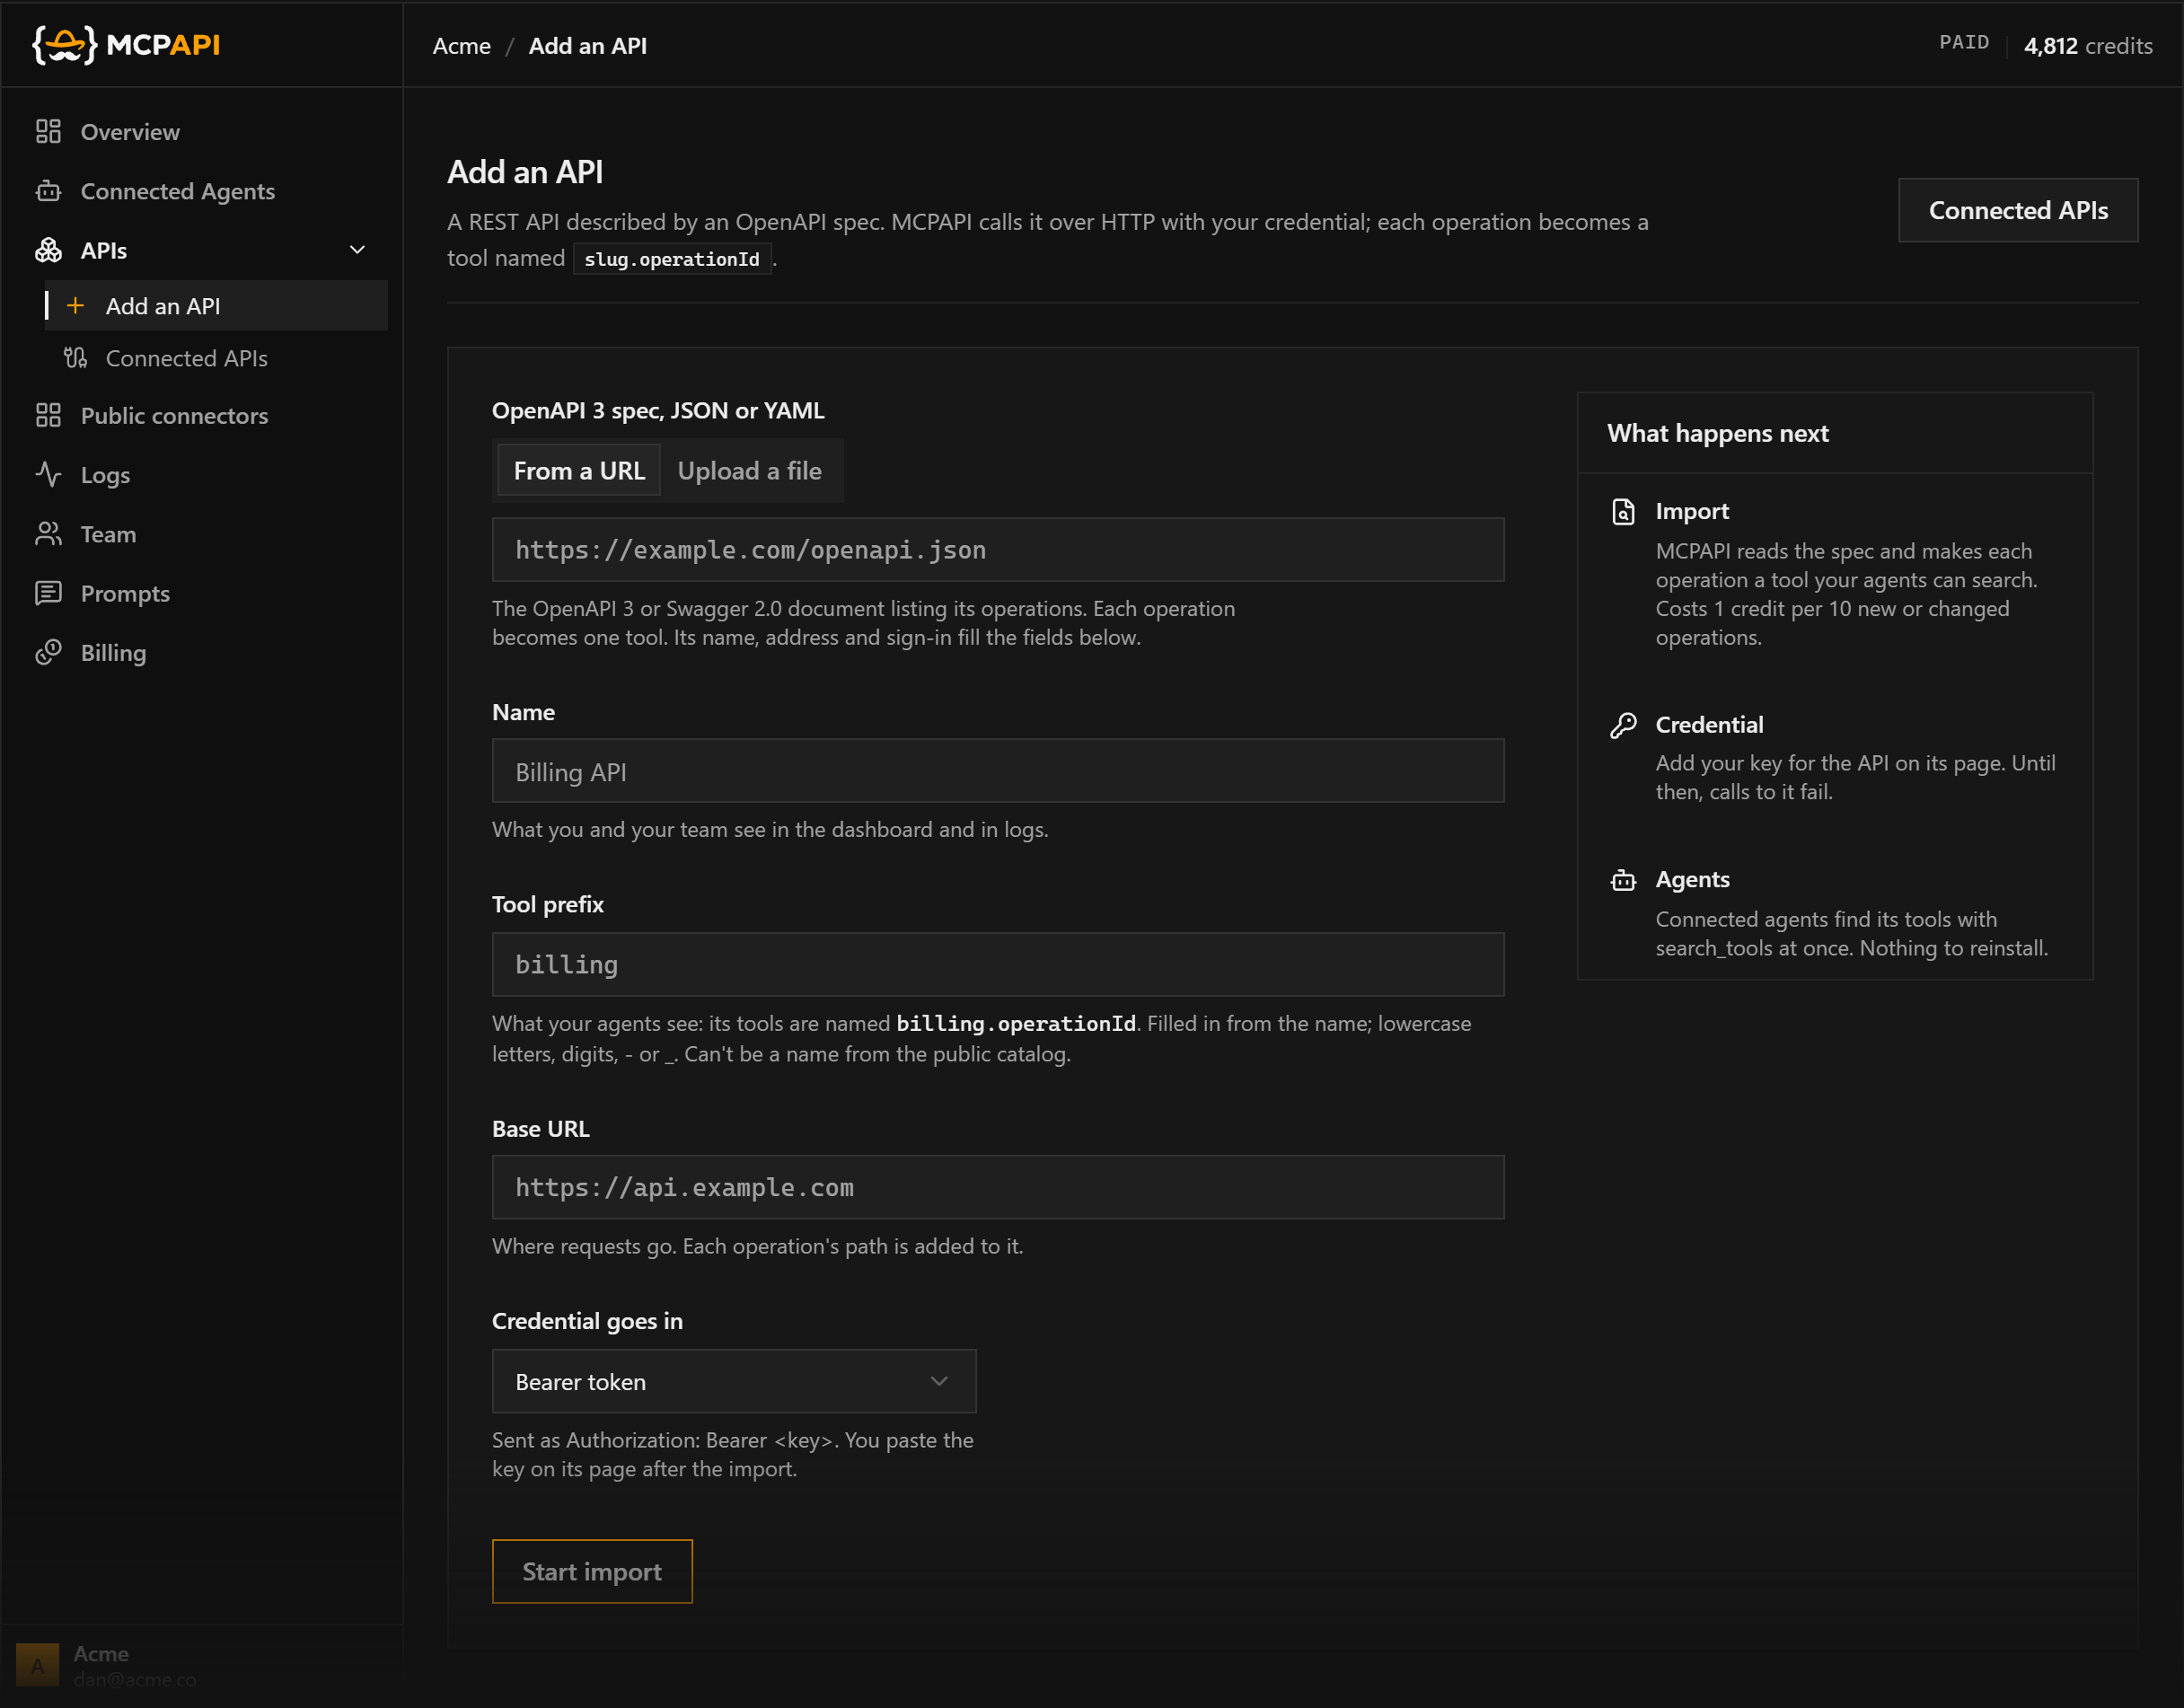 MCPAPI
Acme / Add an API
PAID
4,812 credits
Overview
Connected Agents
APIs
Add an API
Connected APIs
Public connectors
Logs
Team
Prompts
Billing
Add an API
A REST API described by an OpenAPI spec. MCPAPI calls it over HTTP with your credential; each operation becomes a
tool named slug.operationId.
Connected APIs
OpenAPI 3 spec, JSON or YAML
From a URL
Upload a file
https://example.com/openapi.json
The OpenAPI 3 or Swagger 2.0 document listing its operations. Each operation
becomes one tool. Its name, address and sign-in fill the fields below.
Name
Billing API
What you and your team see in the dashboard and in logs.
Tool prefix
billing
What your agents see: its tools are named billing.operationId. Filled in from the name; lowercase
letters, digits, - or _. Can't be a name from the public catalog.
Base URL
https://api.example.com
Where requests go. Each operation's path is added to it.
Credential goes in
Bearer token
Sent as Authorization: Bearer <key>. You paste the
key on its page after the import.
Start import
What happens next
Import
MCPAPI reads the spec and makes each
operation a tool your agents can search.
Costs 1 credit per 10 new or changed
operations.
Credential
Add your key for the API on its page. Until
then, calls to it fail.
Agents
Connected agents find its tools with
search_tools at once. Nothing to reinstall.
A
Acme
dan@acme.co